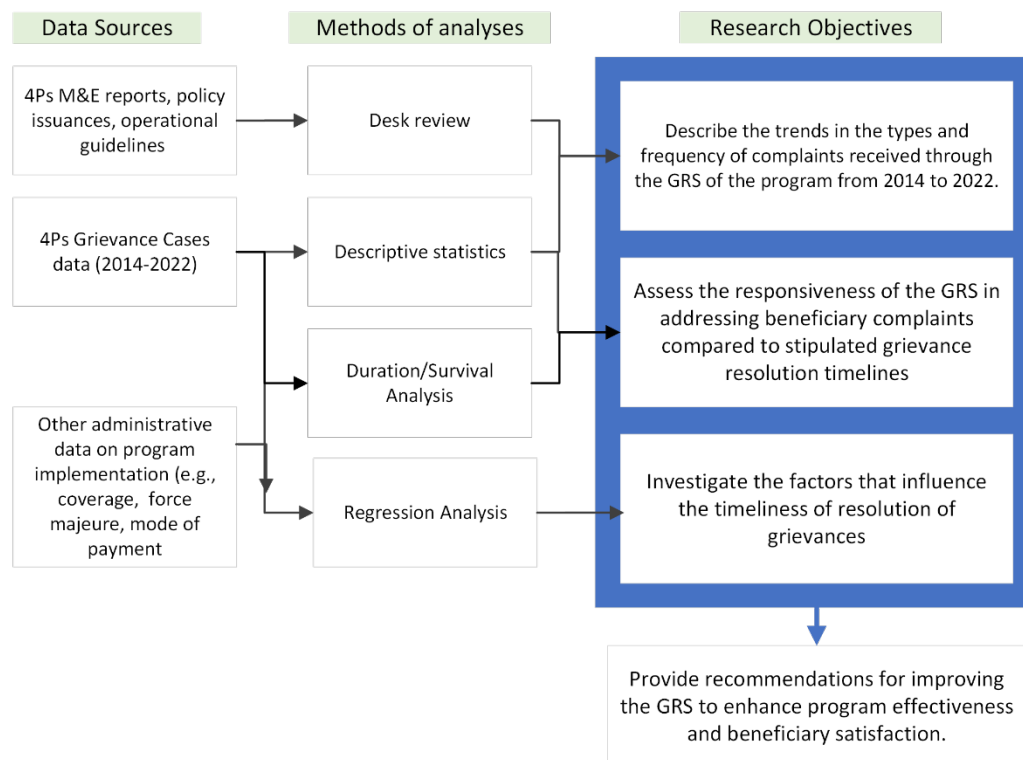 Data Sources
Methods of analyses
Research Objectives
4Ps M&E reports, policy
issuances, operational
guidelines
Desk review
Describe the trends in the types and
frequency of complaints received through
the GRS of the program from 2014 to 2022.
4Ps Grievance Cases
data (2014-2022)
Descriptive statistics
Assess the responsiveness of the GRS in
addressing beneficiary complaints
compared to stipulated grievance
resolution timelines
Duration/Survival
Analysis
Other administrative
data on program
implementation (e.g.,
coverage, force
majeure, mode of
payment
Regression Analysis
Investigate the factors that influence
the timeliness of resolution of
grievances
Provide recommendations for improving
the GRS to enhance program effectiveness
and beneficiary satisfaction.